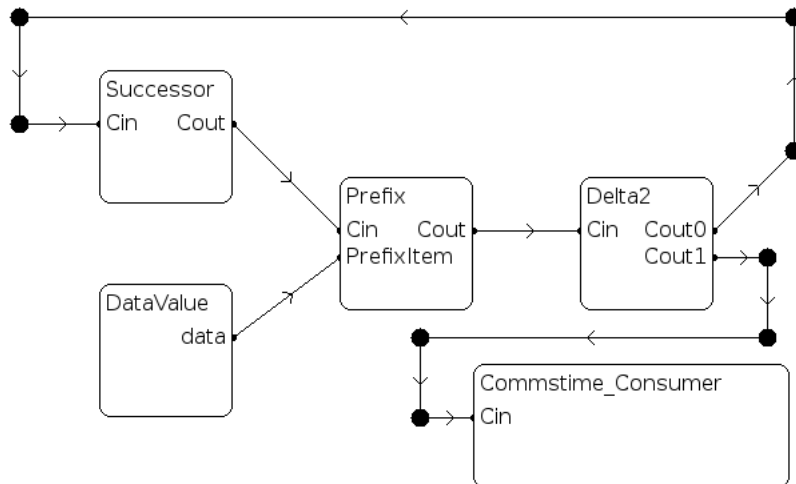 Successor
Cin Cout
Prefix
Cin Cout
PrefixItem
Delta2
Cin Cout0
Cout1
DataValue
data
Commstime_Consumer
Cin